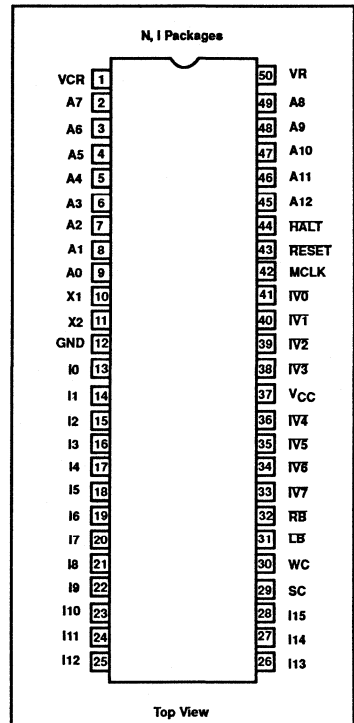 N, I Packages
VCR 1 50 VR
A7 2 49 A8
A6 3 48 A9
A5 4 47 A10
A4 5 46 A11
A3 6 45 A12
A2 7 44 HALT
A1 8 43 RESET
A0 9 42 MCLK
X1 10 41 IV0
X2 11 40 IV1
GND 12 39 IV2
I0 13 38 IV3
I1 14 37 VCC
I2 15 36 IV4
I3 16 35 IV5
I4 17 34 IV6
I5 18 33 IV7
I6 19 32 RB
I7 20 31 LB
I8 21 30 WC
I9 22 29 SC
I10 23 28 I15
I11 24 27 I14
I12 25 26 I13
Top View